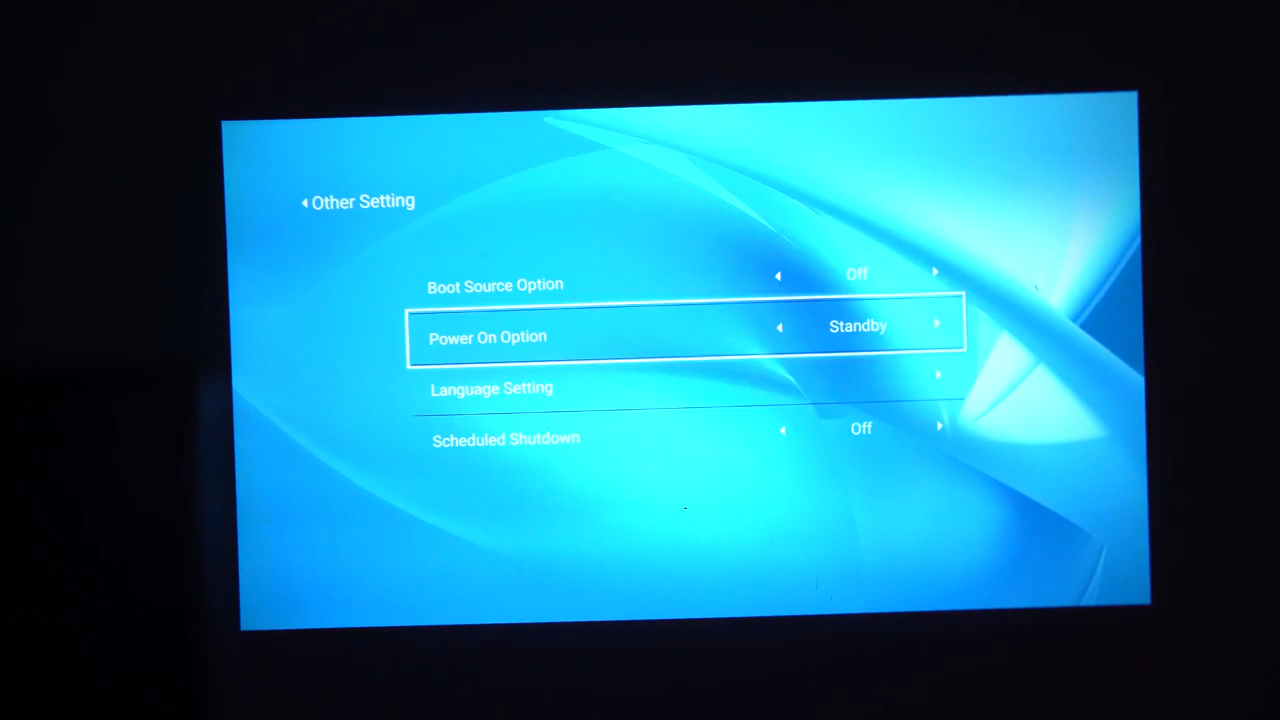 Other Setting
Boot Source Option Off
Power On Option Standby
Language Setting
Scheduled Shutdown Off